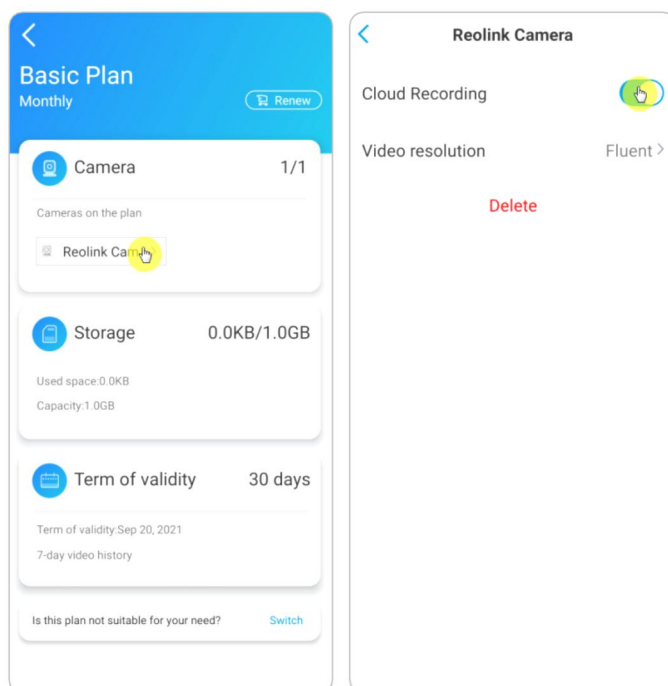 Basic Plan
Monthly
Renew
Camera 1/1
Cameras on the plan
Reolink Cam
Storage 0.0KB/1.0GB
Used space:0.0KB
Capacity:1.0GB
Term of validity 30 days
Term of validity:Sep 20, 2021
7-day video history
Is this plan not suitable for your need? Switch
Reolink Camera
Cloud Recording
Video resolution Fluent >
Delete